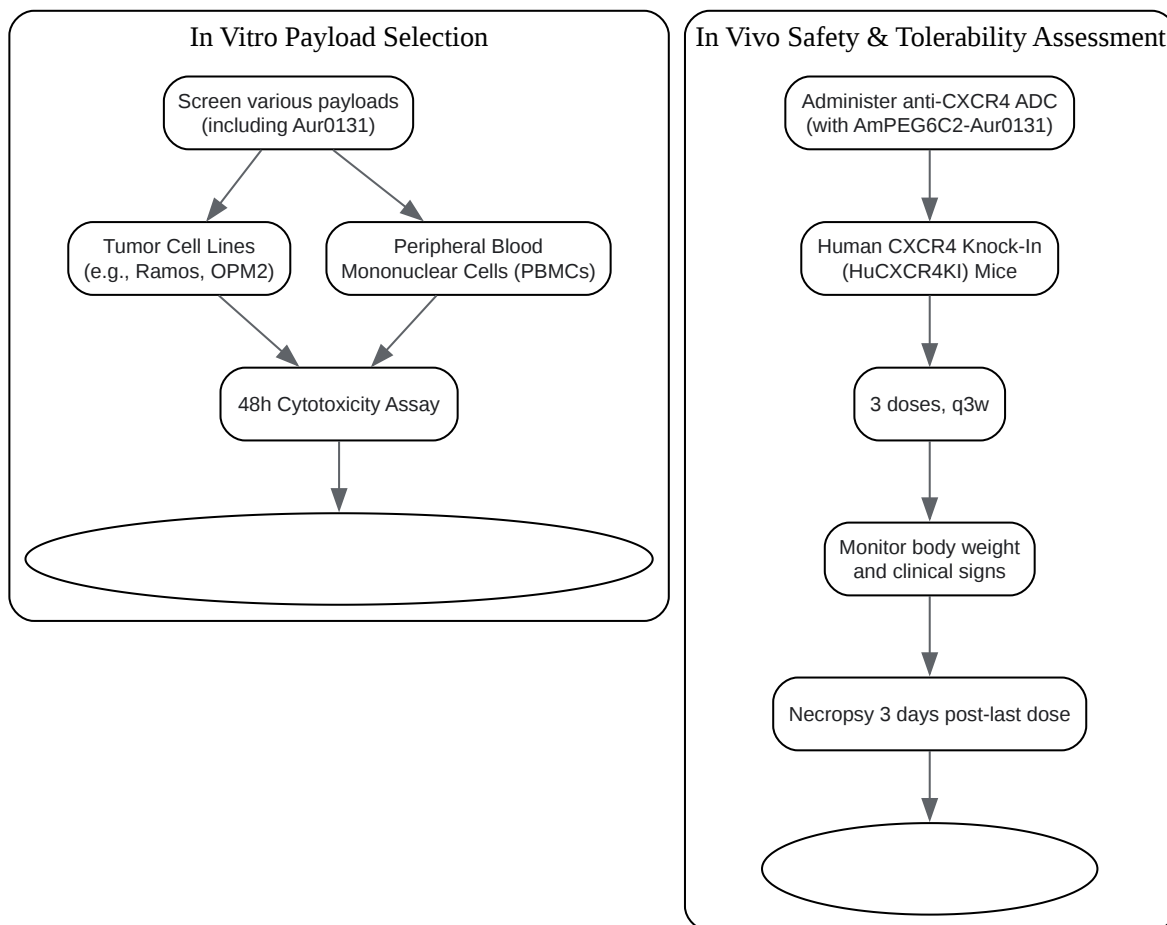 In Vitro Payload Selection
Screen various payloads
(including Aur0131)
Tumor Cell Lines
(e.g., Ramos, OPM2)
Peripheral Blood
Mononuclear Cells (PBMCs)
48h Cytotoxicity Assay
In Vivo Safety & Tolerability Assessment
Administer anti-CXCR4 ADC
(with AmPEG6C2-Aur0131)
Human CXCR4 Knock-In
(HuCXCR4KI) Mice
3 doses, q3w
Monitor body weight
and clinical signs
Necropsy 3 days post-last dose